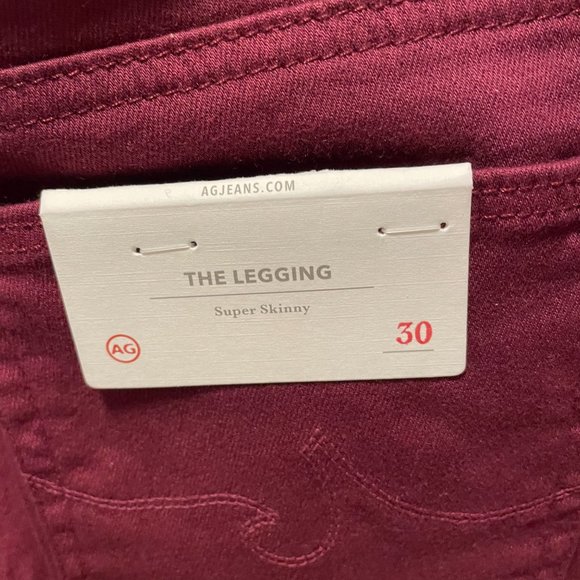 AGJEANS.COM
THE LEGGING
Super Skinny
AG
30